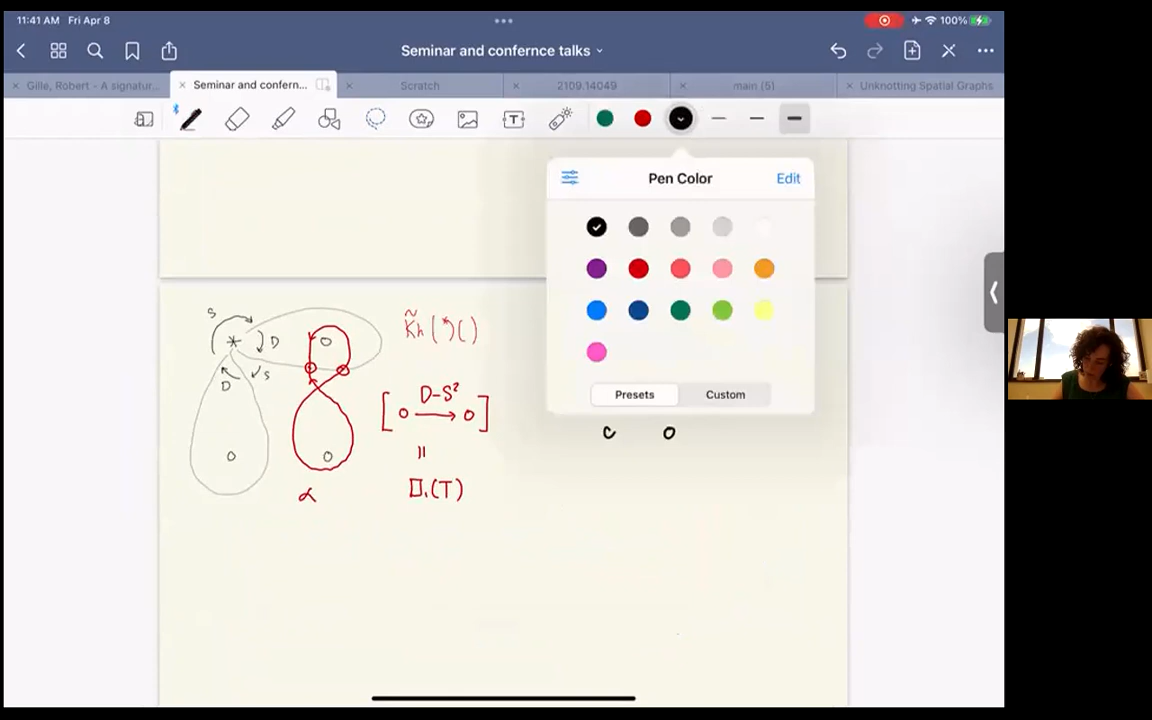 11:41 AM Fri Apr 8
100%
Seminar and confernce talks
Gille, Robert - A signatur...
Seminar and confern...
Scratch
2109.14049
main (5)
Unknotting Spatial Graphs
Pen Color
Edit
Presets
Custom
S
* D
S
D
K̃h(*)( )
[o D-S² → o]
=
Д₁(T)
α
c o